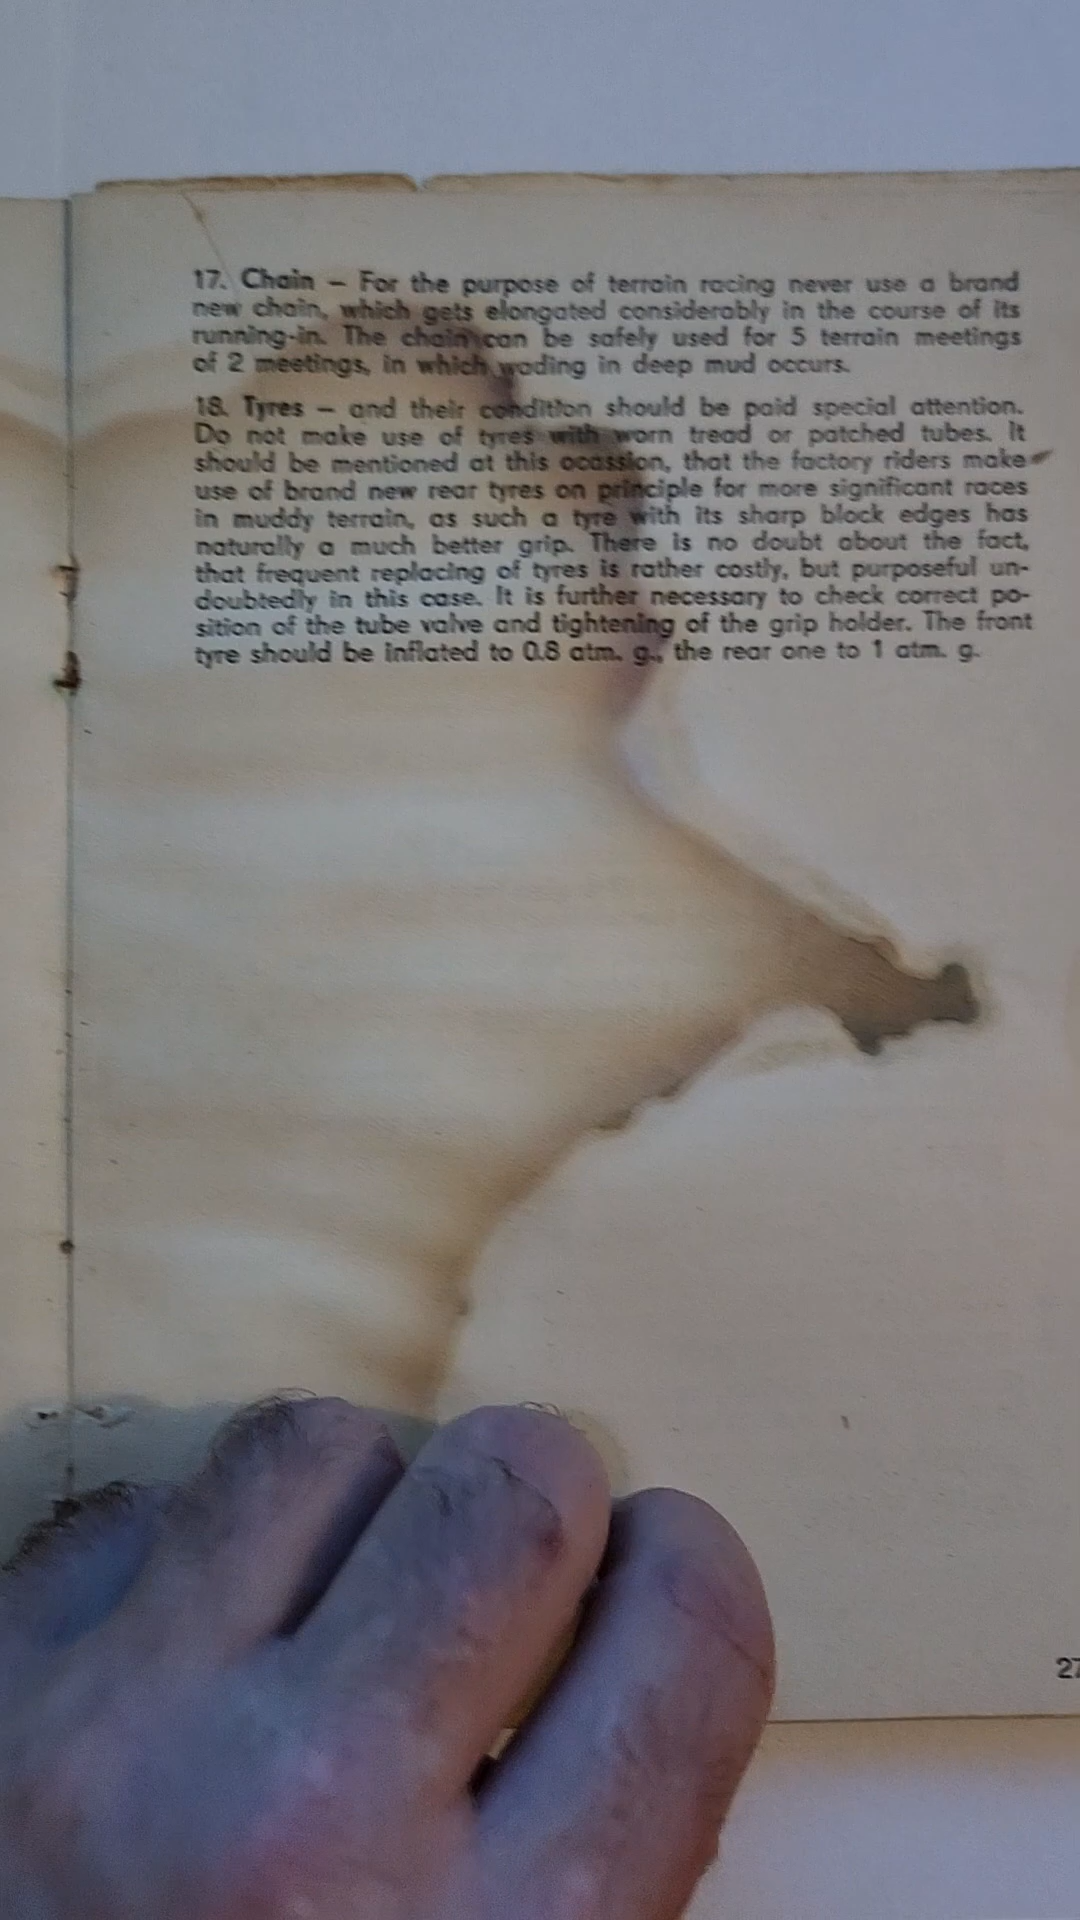 17. Chain – For the purpose of terrain racing never use a brand
new chain, which gets elongated considerably in the course of its
running-in. The chain can be safely used for 5 terrain meetings
of 2 meetings, in which wading in deep mud occurs.
18. Tyres – and their condition should be paid special attention.
Do not make use of tyres with worn tread or patched tubes. It
should be mentioned at this ocassion, that the factory riders make
use of brand new rear tyres on principle for more significant races
in muddy terrain, as such a tyre with its sharp block edges has
naturally a much better grip. There is no doubt about the fact,
that frequent replacing of tyres is rather costly, but purposeful un-
doubtedly in this case. It is further necessary to check correct po-
sition of the tube valve and tightening of the grip holder. The front
tyre should be inflated to 0.8 atm. g., the rear one to 1 atm. g.
27